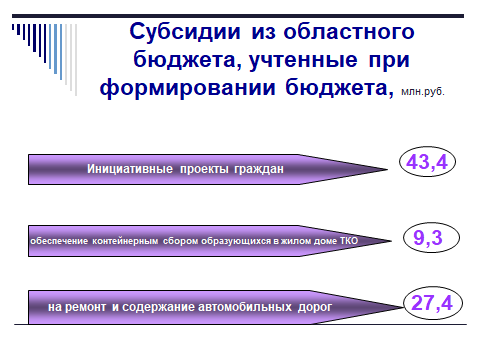 Субсидии из областного
бюджета, учтенные при
формировании бюджета, млн.руб.
Инициативные проекты граждан
43,4
обеспечение контейнерным сбором образующихся в жилом доме ТКО
9,3
на ремонт и содержание автомобильных дорог
27,4